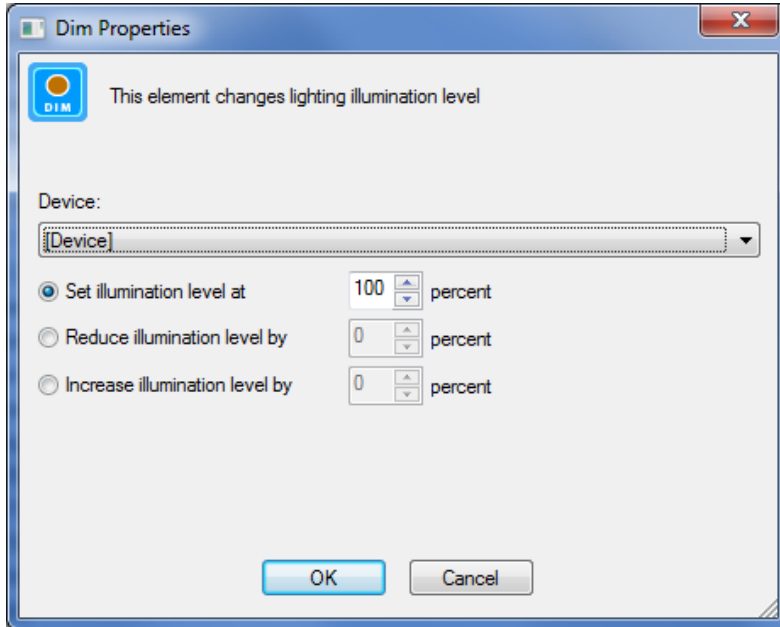 Dim Properties
DIM
This element changes lighting illumination level
Device:
[Device]
Set illumination level at 100 percent
Reduce illumination level by 0 percent
Increase illumination level by 0 percent
OK Cancel